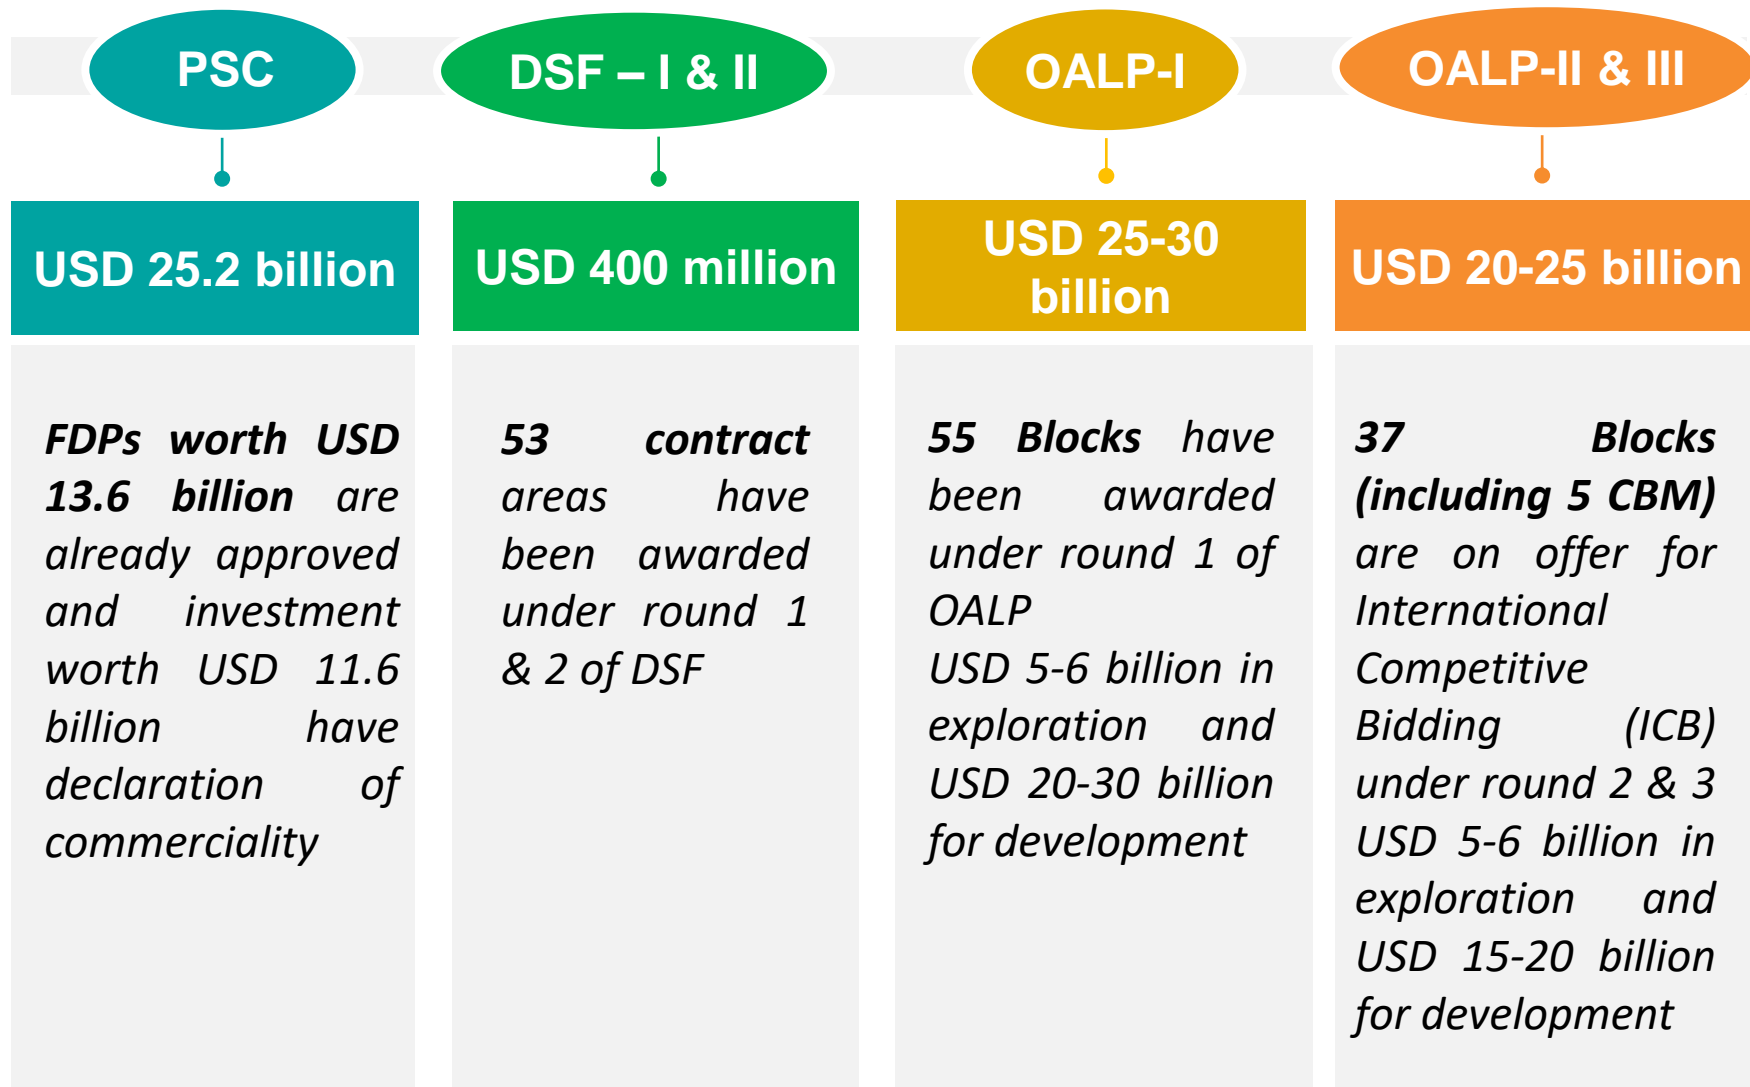 PSC
DSF – I & II
OALP-I
OALP-II & III
USD 25.2 billion
USD 400 million
USD 25-30
billion
USD 20-25 billion
FDPs worth USD
13.6 billion are
already approved
and investment
worth USD 11.6
billion have
declaration of
commerciality
53 contract
areas have
been awarded
under round 1
& 2 of DSF
55 Blocks have
been awarded
under round 1 of
OALP
USD 5-6 billion in
exploration and
USD 20-30 billion
for development
37 Blocks
(including 5 CBM)
are on offer for
International
Competitive
Bidding (ICB)
under round 2 & 3
USD 5-6 billion in
exploration and
USD 15-20 billion
for development